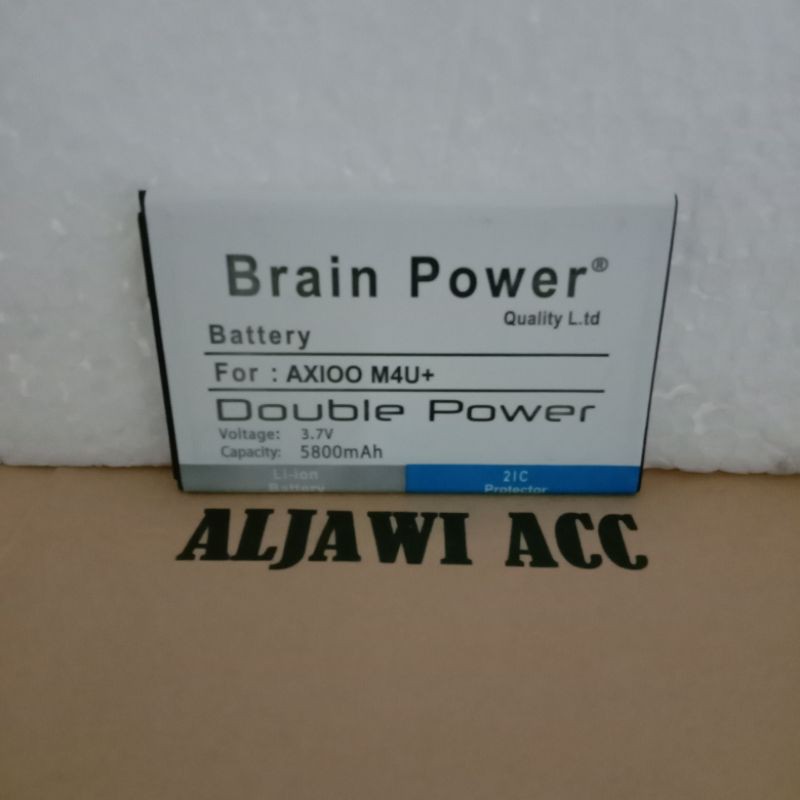 Brain Power®
Quality L.td
Battery
For : AXIOO M4U+
Double Power
Voltage: 3.7V
Capacity: 5800mAh
Li-ion
Battery
2IC
Protector
ALJAWI ACC